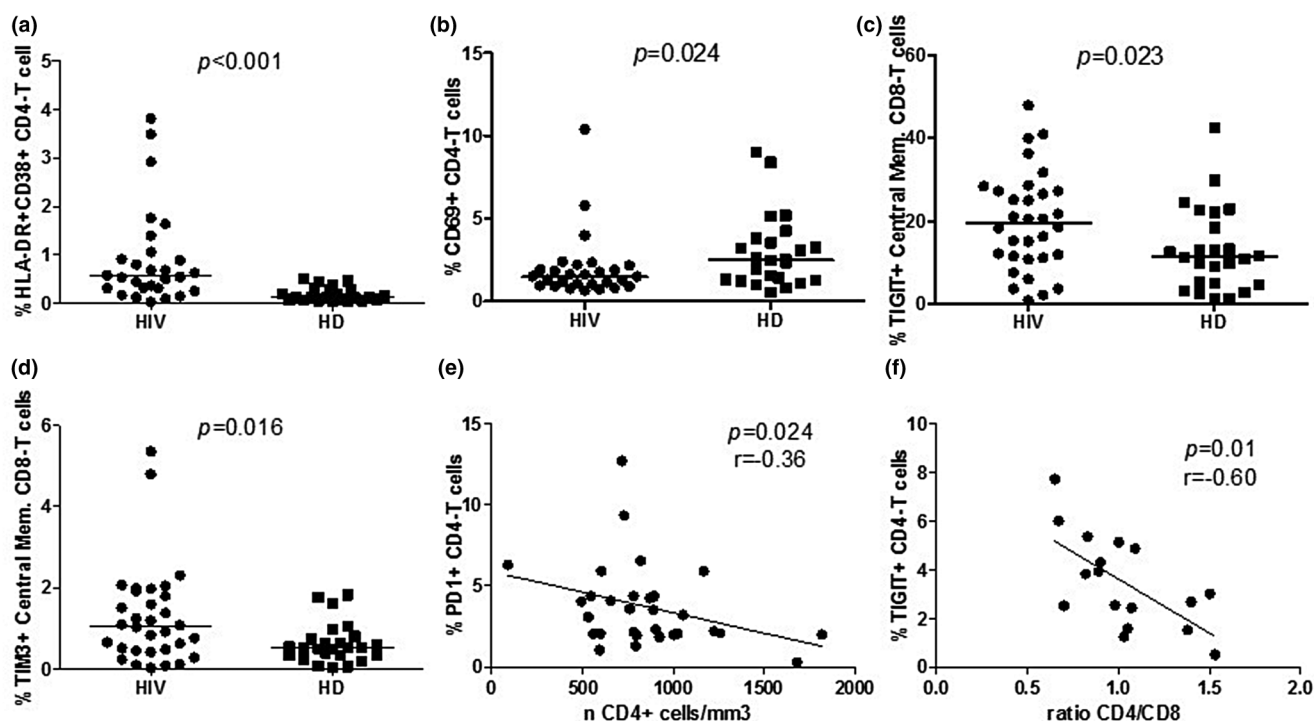 (a)
% HLA-DR+CD38+ CD4-T cell
5
4
3
2
1
0
p<0.001
HIV
HD
(b)
% CD69+ CD4-T cells
15
10
5
0
p=0.024
HIV
HD
(c)
% TIGIT+ Central Mem. CD8-T cells
60
40
20
0
p=0.023
HIV
HD
(d)
% TIM3+ Central Mem. CD8-T cells
6
4
2
0
p=0.016
HIV
HD
(e)
% PD1+ CD4-T cells
15
10
5
0
p=0.024
r=-0.36
0
500
1000
1500
2000
n CD4+ cells/mm3
(f)
% TIGIT+ CD4-T cells
10
8
6
4
2
0
p=0.01
r=-0.60
0.0
0.5
1.0
1.5
2.0
ratio CD4/CD8